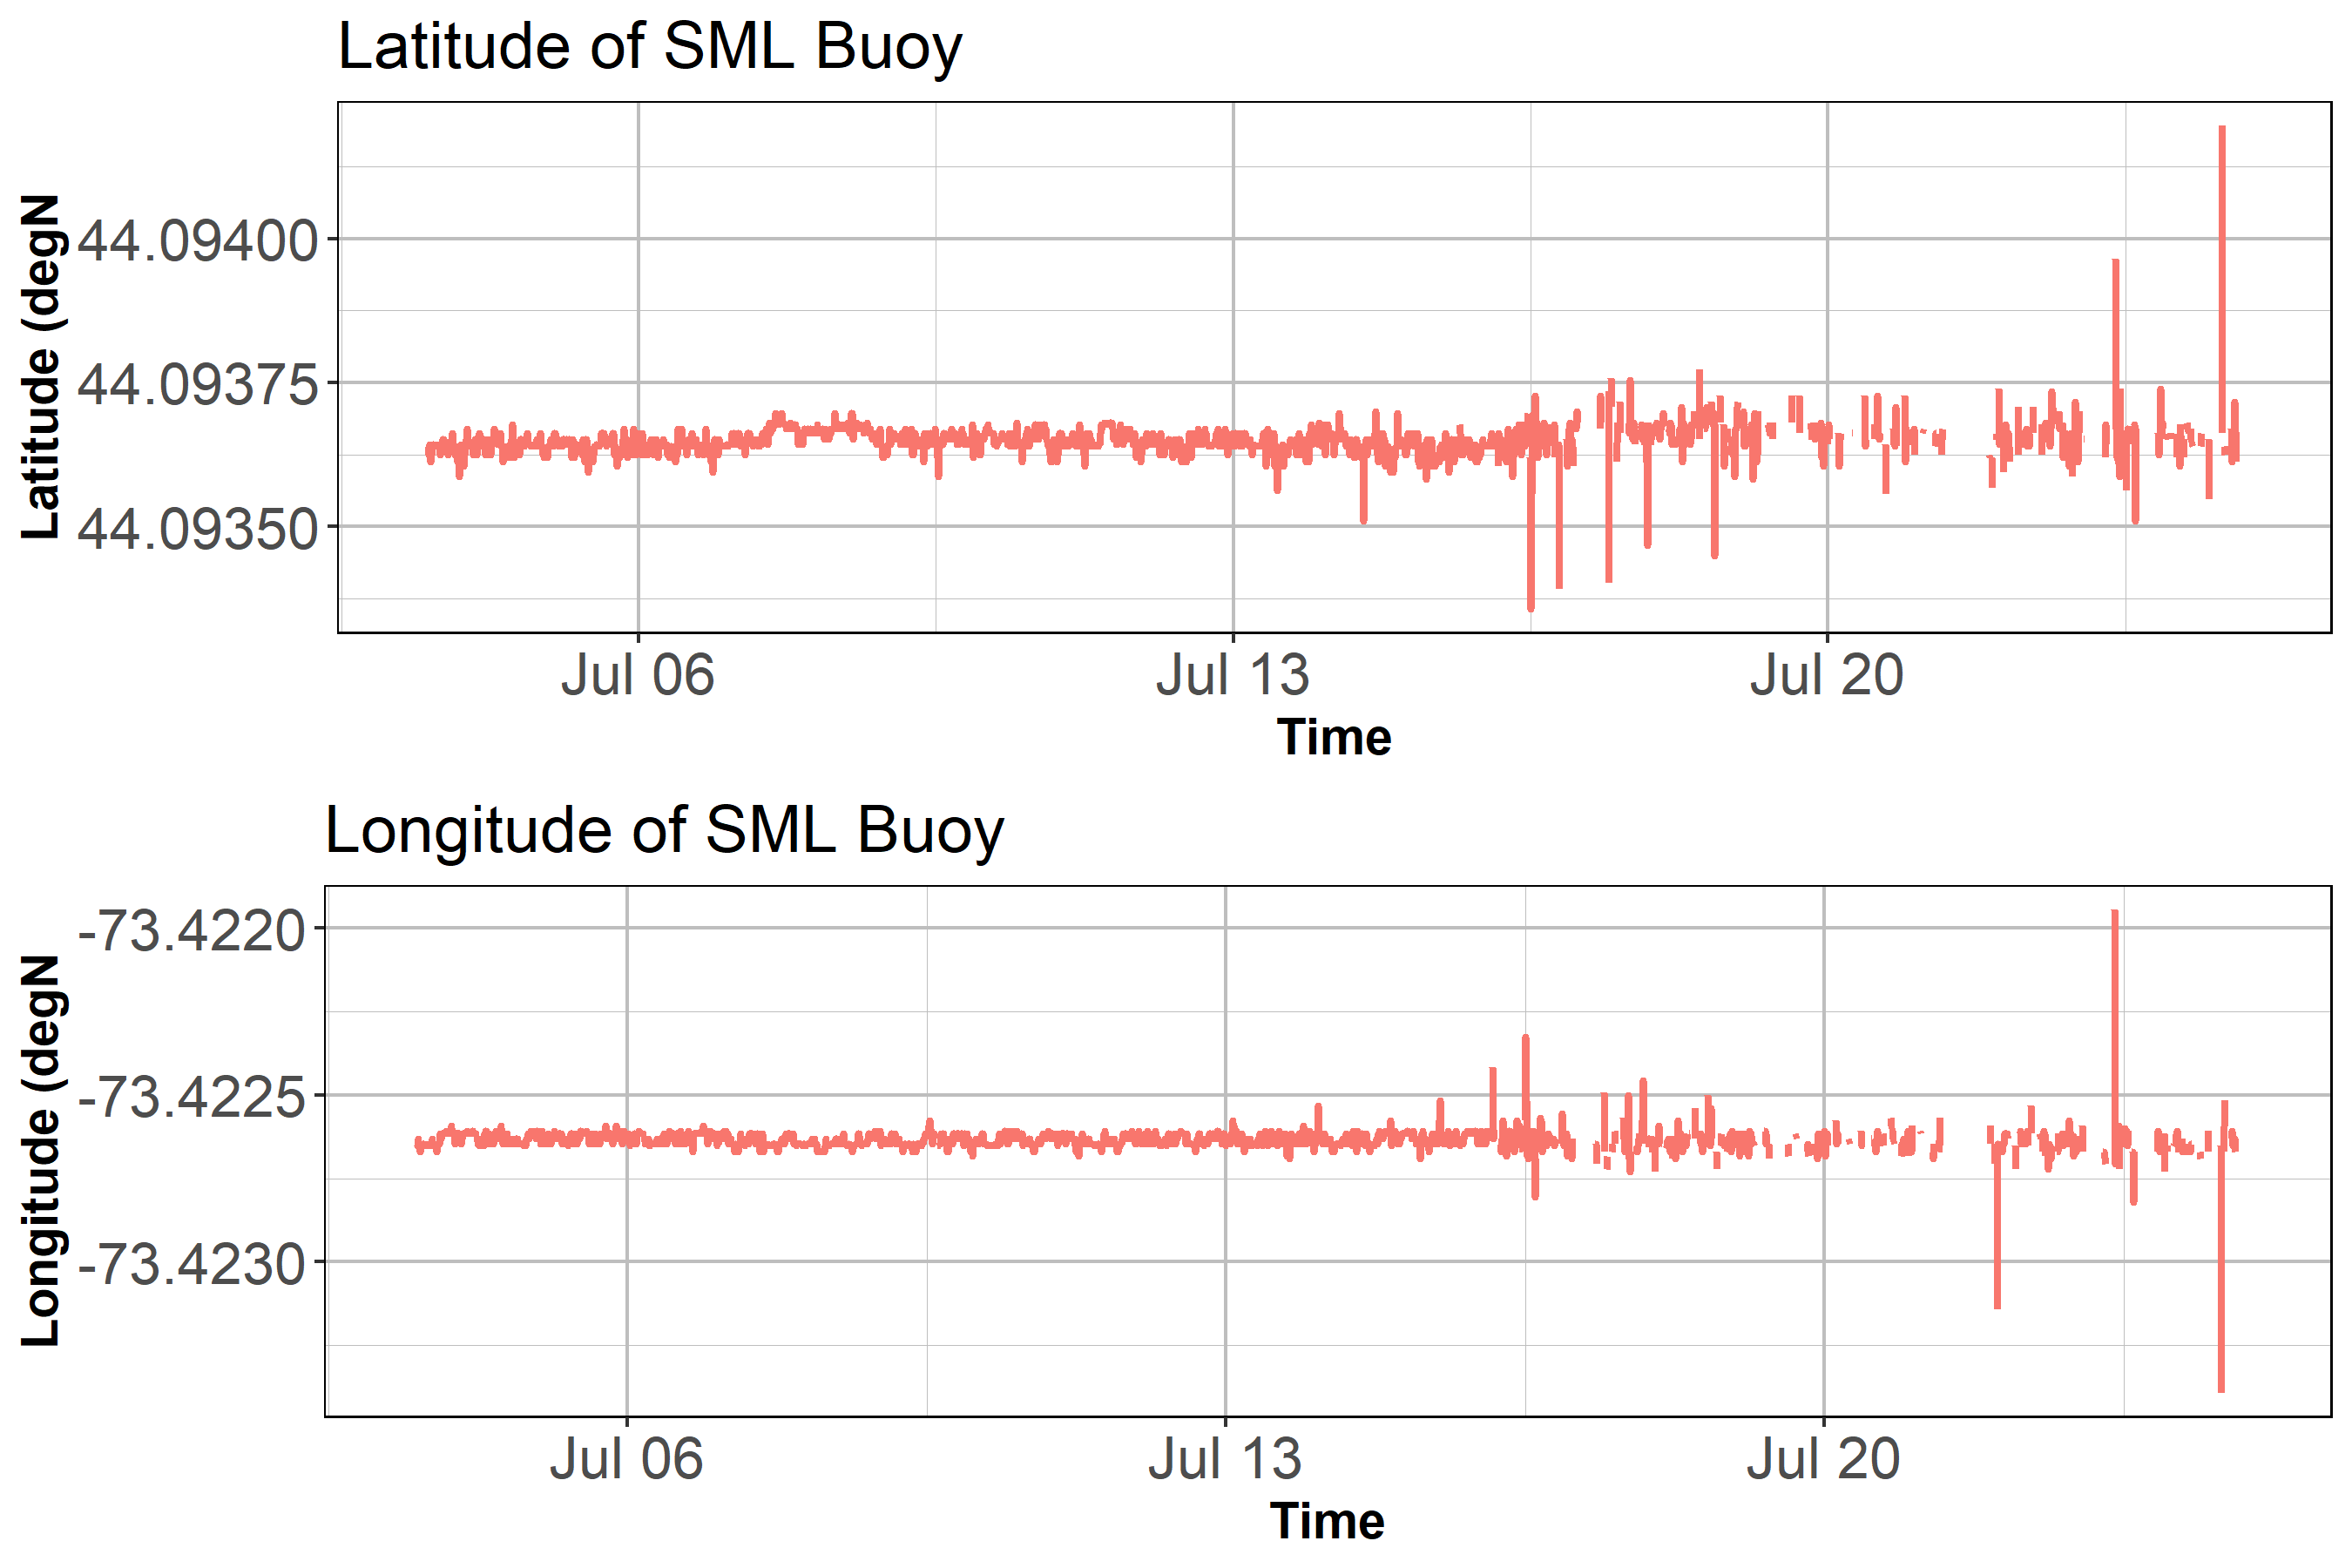 Latitude of SML Buoy
Latitude (degN
44.09400
44.09375
44.09350
Jul 06
Jul 13
Jul 20
Time
Longitude of SML Buoy
Longitude (degN
-73.4220
-73.4225
-73.4230
Jul 06
Jul 13
Jul 20
Time